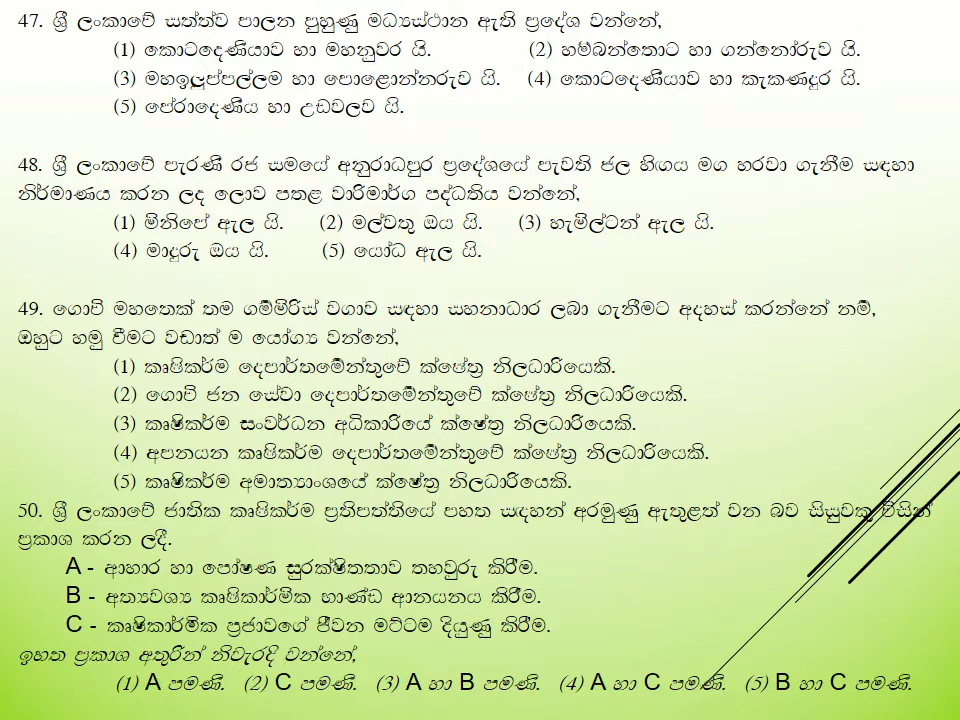 47. ශ්‍රී ලංකාවේ සත්ත්ව පාලන පුහුණු මධ්‍යස්ථාන ඇති ප්‍රදේශ වන්නේ,
(1) කොටදෙණියාව හා මහනුවර යි. (2) හම්බන්තොට හා ගන්නෝරුව යි.
(3) මහඉලුප්පල්ලම හා පොළොන්නරුව යි. (4) කොටදෙණියාව හා කැකණදුර යි.
(5) පේරාදෙණිය හා උඩවලව යි.
48. ශ්‍රී ලංකාවේ පැරණි රජ සමයේ අනුරාධපුර ප්‍රදේශයේ පැවති ජල හිඟය මග හරවා ගැනීම සඳහා
නිර්මාණය කරන ලද ලොව පතළ වාරිමාර්ග පද්ධතිය වන්නේ,
(1) මිනිපේ ඇල යි. (2) මල්වතු ඔය යි. (3) හැමිල්ටන් ඇල යි.
(4) මාදුරු ඔය යි. (5) යෝධ ඇල යි.
49. ගොවි මහතෙක් තම ගම්මිරිස් වගාව සඳහා සහනාධාර ලබා ගැනීමට අදහස් කරන්නේ නම්,
ඔහුට හමු වීමට වඩාත් ම යෝග්‍ය වන්නේ,
(1) කෘෂිකර්ම දෙපාර්තමේන්තුවේ ක්ෂේත්‍ර නිලධාරියෙකි.
(2) ගොවි ජන සේවා දෙපාර්තමේන්තුවේ ක්ෂේත්‍ර නිලධාරියෙකි.
(3) කෘෂිකර්ම සංවර්ධන අධිකාරියේ ක්ෂේත්‍ර නිලධාරියෙකි.
(4) අපනයන කෘෂිකර්ම දෙපාර්තමේන්තුවේ ක්ෂේත්‍ර නිලධාරියෙකි.
(5) කෘෂිකර්ම අමාත්‍යාංශයේ ක්ෂේත්‍ර නිලධාරියෙකි.
50. ශ්‍රී ලංකාවේ ජාතික කෘෂිකර්ම ප්‍රතිපත්තියේ පහත සඳහන් අරමුණු ඇතුළත් වන බව සිසුවකු විසින්
ප්‍රකාශ කරන ලදී.
A - ආහාර හා පෝෂණ සුරක්ෂිතතාව තහවුරු කිරීම.
B - අත්‍යවශ්‍ය කෘෂිකාර්මික භාණ්ඩ ආනයනය කිරීම.
C - කෘෂිකාර්මික ප්‍රජාවගේ ජීවන මට්ටම දියුණු කිරීම.
ඉහත ප්‍රකාශ අතුරින් නිවැරදි වන්නේ,
(1) A පමණි. (2) C පමණි. (3) A හා B පමණි. (4) A හා C පමණි. (5) B හා C පමණි.